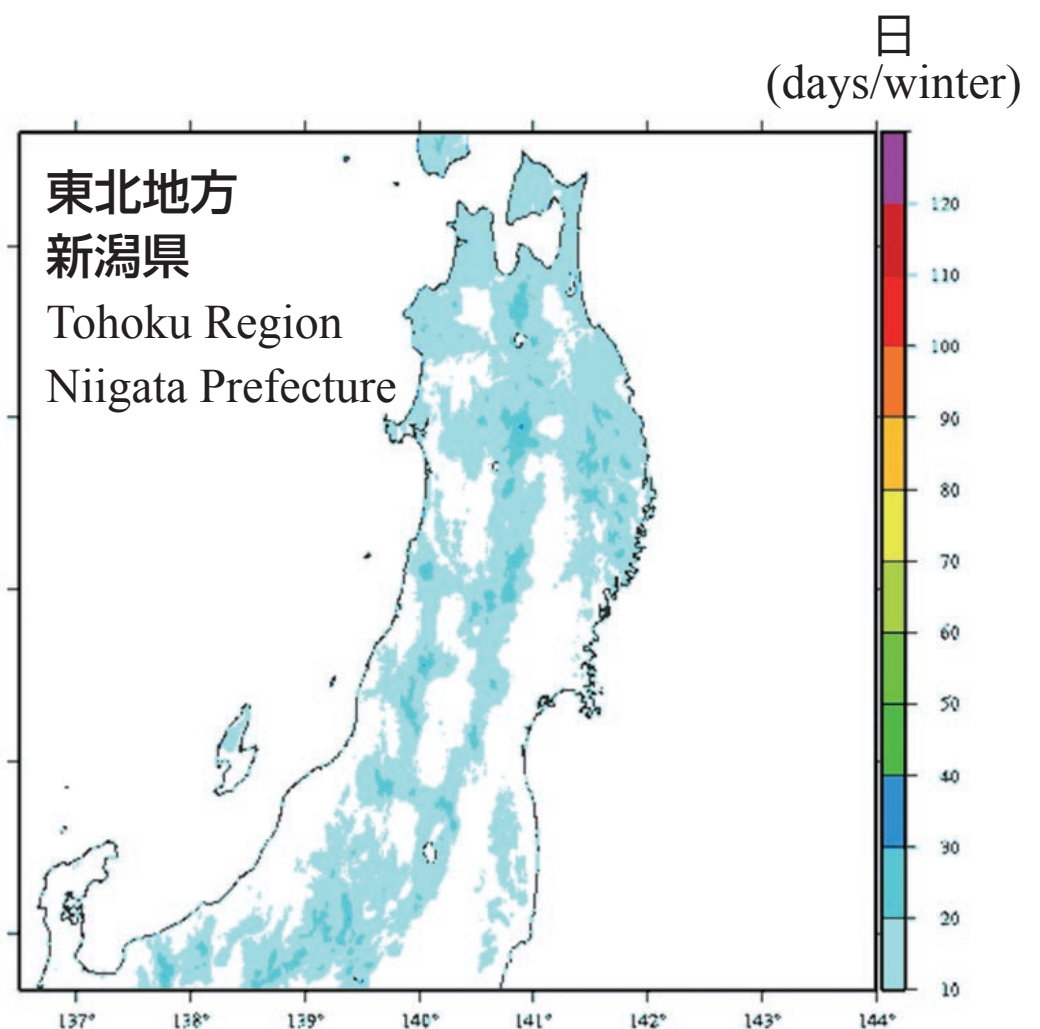 日
(days/winter)
東北地方
新潟県
Tohoku Region
Niigata Prefecture
120
110
100
90
80
70
60
50
40
30
20
10
137° 138° 139° 140° 141° 142° 143° 144°